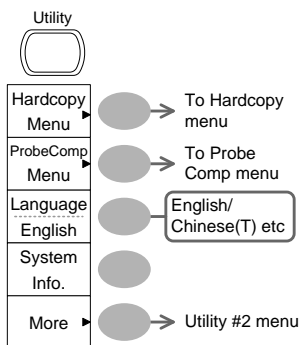 Utility
Hardcopy
Menu
To Hardcopy
menu
ProbeComp
Menu
To Probe
Comp menu
Language
English
English/
Chinese(T) etc
System
Info.
More
Utility #2 menu